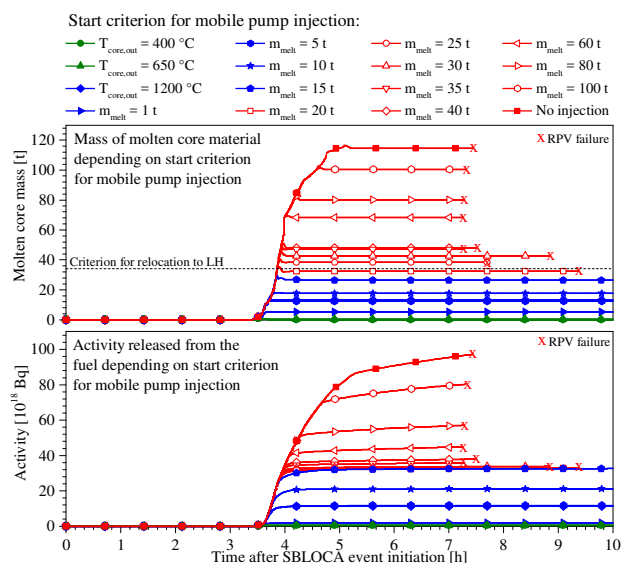 Start criterion for mobile pump injection:
T_core,out = 400 °C
m_melt = 5 t
m_melt = 25 t
m_melt = 60 t
T_core,out = 650 °C
m_melt = 10 t
m_melt = 30 t
m_melt = 80 t
T_core,out = 1200 °C
m_melt = 15 t
m_melt = 35 t
m_melt = 100 t
m_melt = 1 t
m_melt = 20 t
m_melt = 40 t
No injection
Mass of molten core material
depending on start criterion
for mobile pump injection
X RPV failure
Molten core mass [t]
120
100
80
60
40
20
0
Criterion for relocation to LH
X
X
X
X
X
X
X
X
X
Activity released from the
fuel depending on start criterion
for mobile pump injection
X RPV failure
Activity [10^18 Bq]
100
80
60
40
20
0
X
X
X
X
X
X
X
X
0 1 2 3 4 5 6 7 8 9 10
Time after SBLOCA event initiation [h]